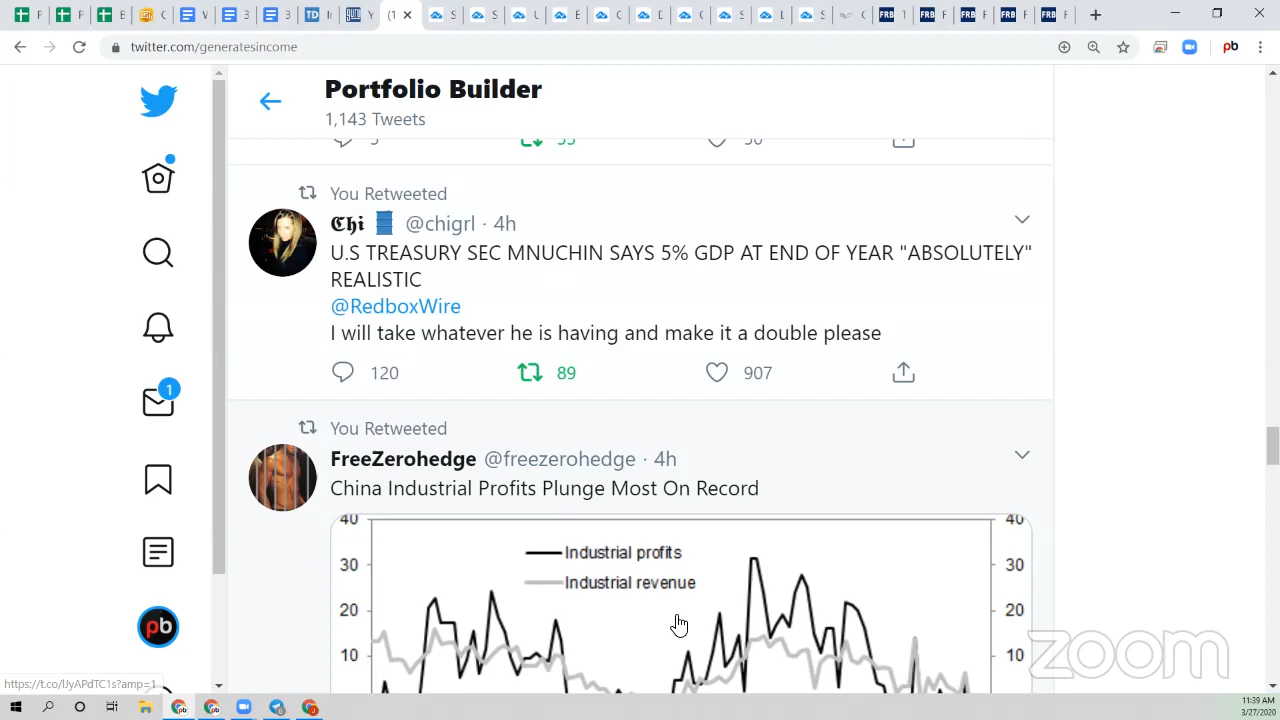 twitter.com/generatesincome
pb
Portfolio Builder
1,143 Tweets
You Retweeted
𝕮𝖍𝖎 @chigrl · 4h
U.S TREASURY SEC MNUCHIN SAYS 5% GDP AT END OF YEAR "ABSOLUTELY"
REALISTIC
@RedboxWire
I will take whatever he is having and make it a double please
120 89 907
1
You Retweeted
FreeZerohedge @freezerohedge · 4h
China Industrial Profits Plunge Most On Record
40 40
Industrial profits
30 30
Industrial revenue
20 20
10 10
pb
zoom
https://t.co/lJyAPdTC1s?amp=1
11:39 AM
3/27/2020